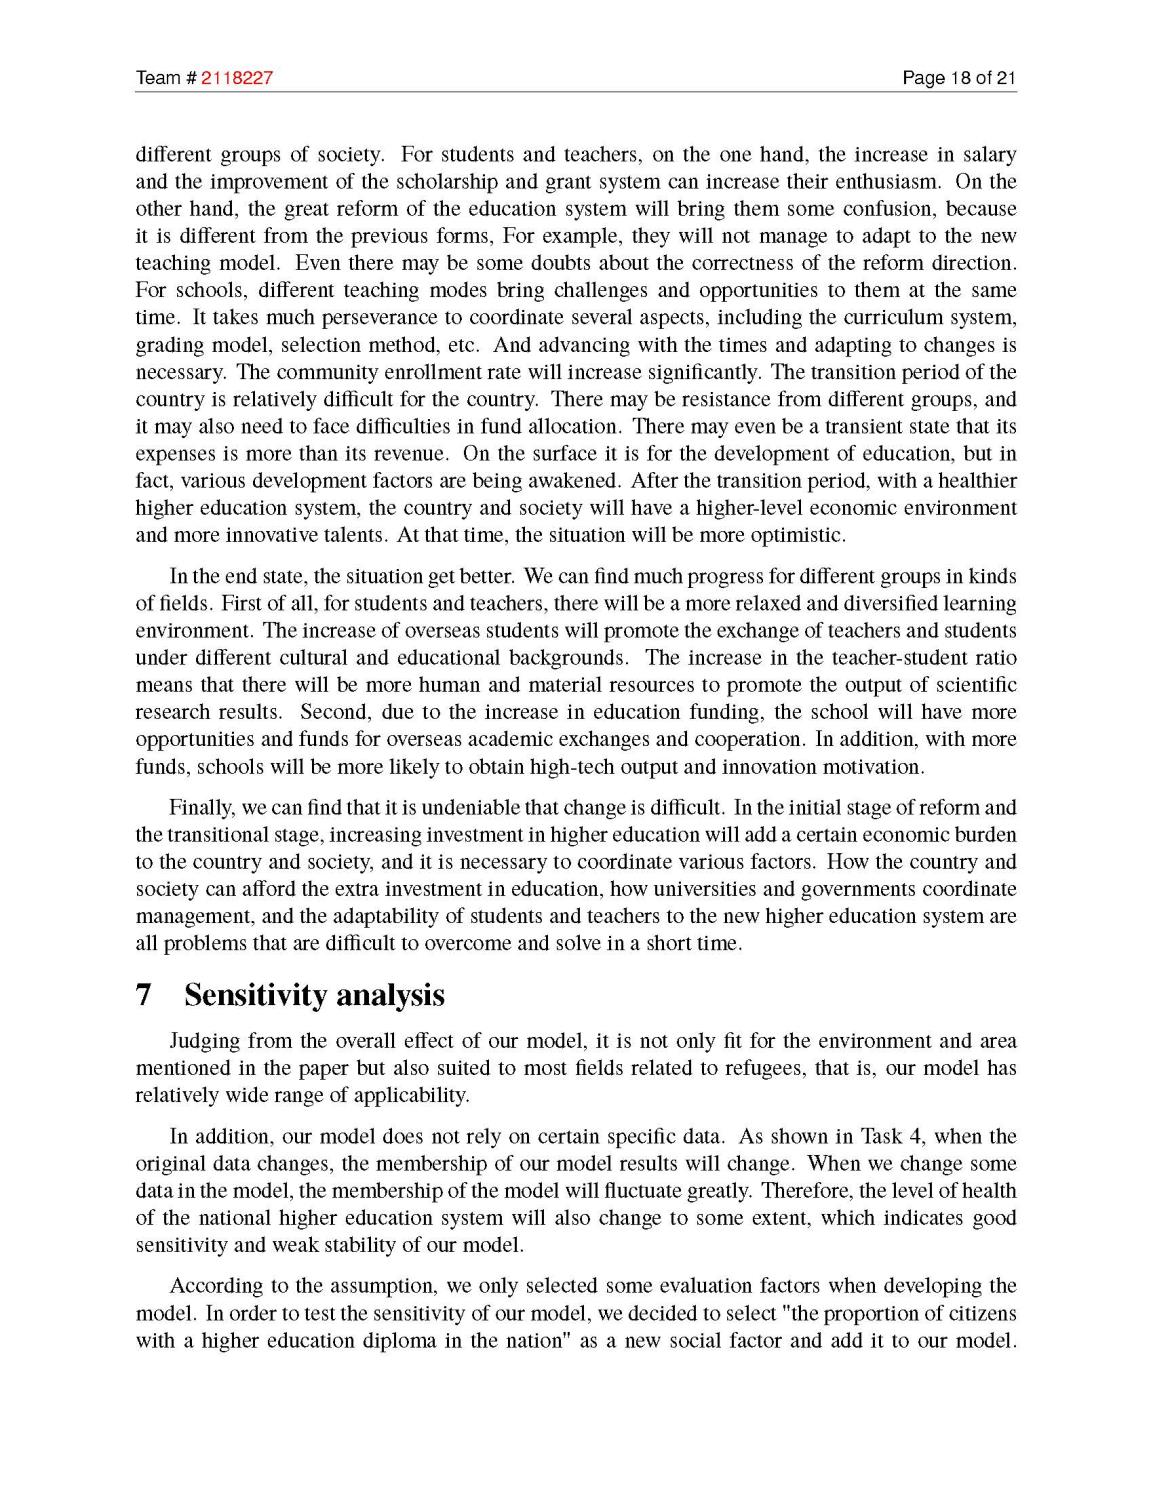 Team # 2118227 Page 18 of 21
different groups of society. For students and teachers, on the one hand, the increase in salary
and the improvement of the scholarship and grant system can increase their enthusiasm. On the
other hand, the great reform of the education system will bring them some confusion, because
it is different from the previous forms, For example, they will not manage to adapt to the new
teaching model. Even there may be some doubts about the correctness of the reform direction.
For schools, different teaching modes bring challenges and opportunities to them at the same
time. It takes much perseverance to coordinate several aspects, including the curriculum system,
grading model, selection method, etc. And advancing with the times and adapting to changes is
necessary. The community enrollment rate will increase significantly. The transition period of the
country is relatively difficult for the country. There may be resistance from different groups, and
it may also need to face difficulties in fund allocation. There may even be a transient state that its
expenses is more than its revenue. On the surface it is for the development of education, but in
fact, various development factors are being awakened. After the transition period, with a healthier
higher education system, the country and society will have a higher-level economic environment
and more innovative talents. At that time, the situation will be more optimistic.
In the end state, the situation get better. We can find much progress for different groups in kinds
of fields. First of all, for students and teachers, there will be a more relaxed and diversified learning
environment. The increase of overseas students will promote the exchange of teachers and students
under different cultural and educational backgrounds. The increase in the teacher-student ratio
means that there will be more human and material resources to promote the output of scientific
research results. Second, due to the increase in education funding, the school will have more
opportunities and funds for overseas academic exchanges and cooperation. In addition, with more
funds, schools will be more likely to obtain high-tech output and innovation motivation.
Finally, we can find that it is undeniable that change is difficult. In the initial stage of reform and
the transitional stage, increasing investment in higher education will add a certain economic burden
to the country and society, and it is necessary to coordinate various factors. How the country and
society can afford the extra investment in education, how universities and governments coordinate
management, and the adaptability of students and teachers to the new higher education system are
all problems that are difficult to overcome and solve in a short time.
7 Sensitivity analysis
Judging from the overall effect of our model, it is not only fit for the environment and area
mentioned in the paper but also suited to most fields related to refugees, that is, our model has
relatively wide range of applicability.
In addition, our model does not rely on certain specific data. As shown in Task 4, when the
original data changes, the membership of our model results will change. When we change some
data in the model, the membership of the model will fluctuate greatly. Therefore, the level of health
of the national higher education system will also change to some extent, which indicates good
sensitivity and weak stability of our model.
According to the assumption, we only selected some evaluation factors when developing the
model. In order to test the sensitivity of our model, we decided to select "the proportion of citizens
with a higher education diploma in the nation" as a new social factor and add it to our model.